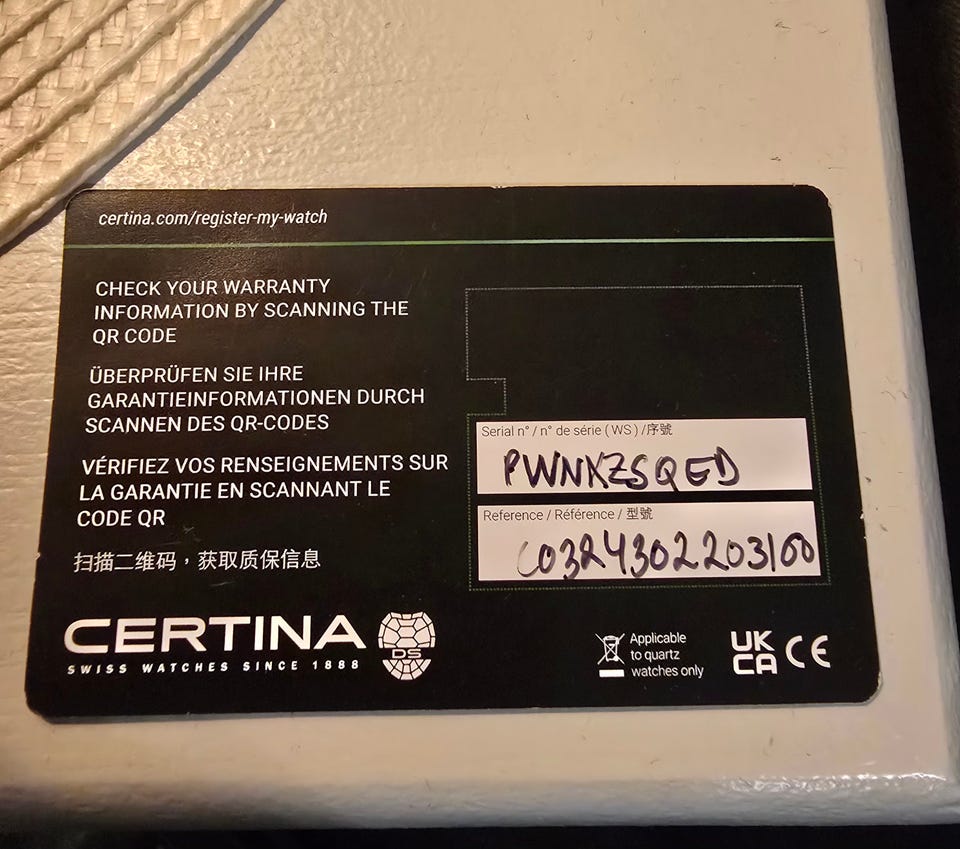 certina.com/register-my-watch
CHECK YOUR WARRANTY
INFORMATION BY SCANNING THE
QR CODE
ÜBERPRÜFEN SIE IHRE
GARANTIEINFORMATIONEN DURCH
SCANNEN DES QR-CODES
VÉRIFIEZ VOS RENSEIGNEMENTS SUR
LA GARANTIE EN SCANNANT LE
CODE QR
扫描二维码，获取质保信息
Serial n° / n° de série ( WS ) /序號
PWNKZSQED
Reference / Référence / 型號
C0324302203100
CERTINA
SWISS WATCHES SINCE 1888
DS
Applicable
to quartz
watches only
UK
CA
CE